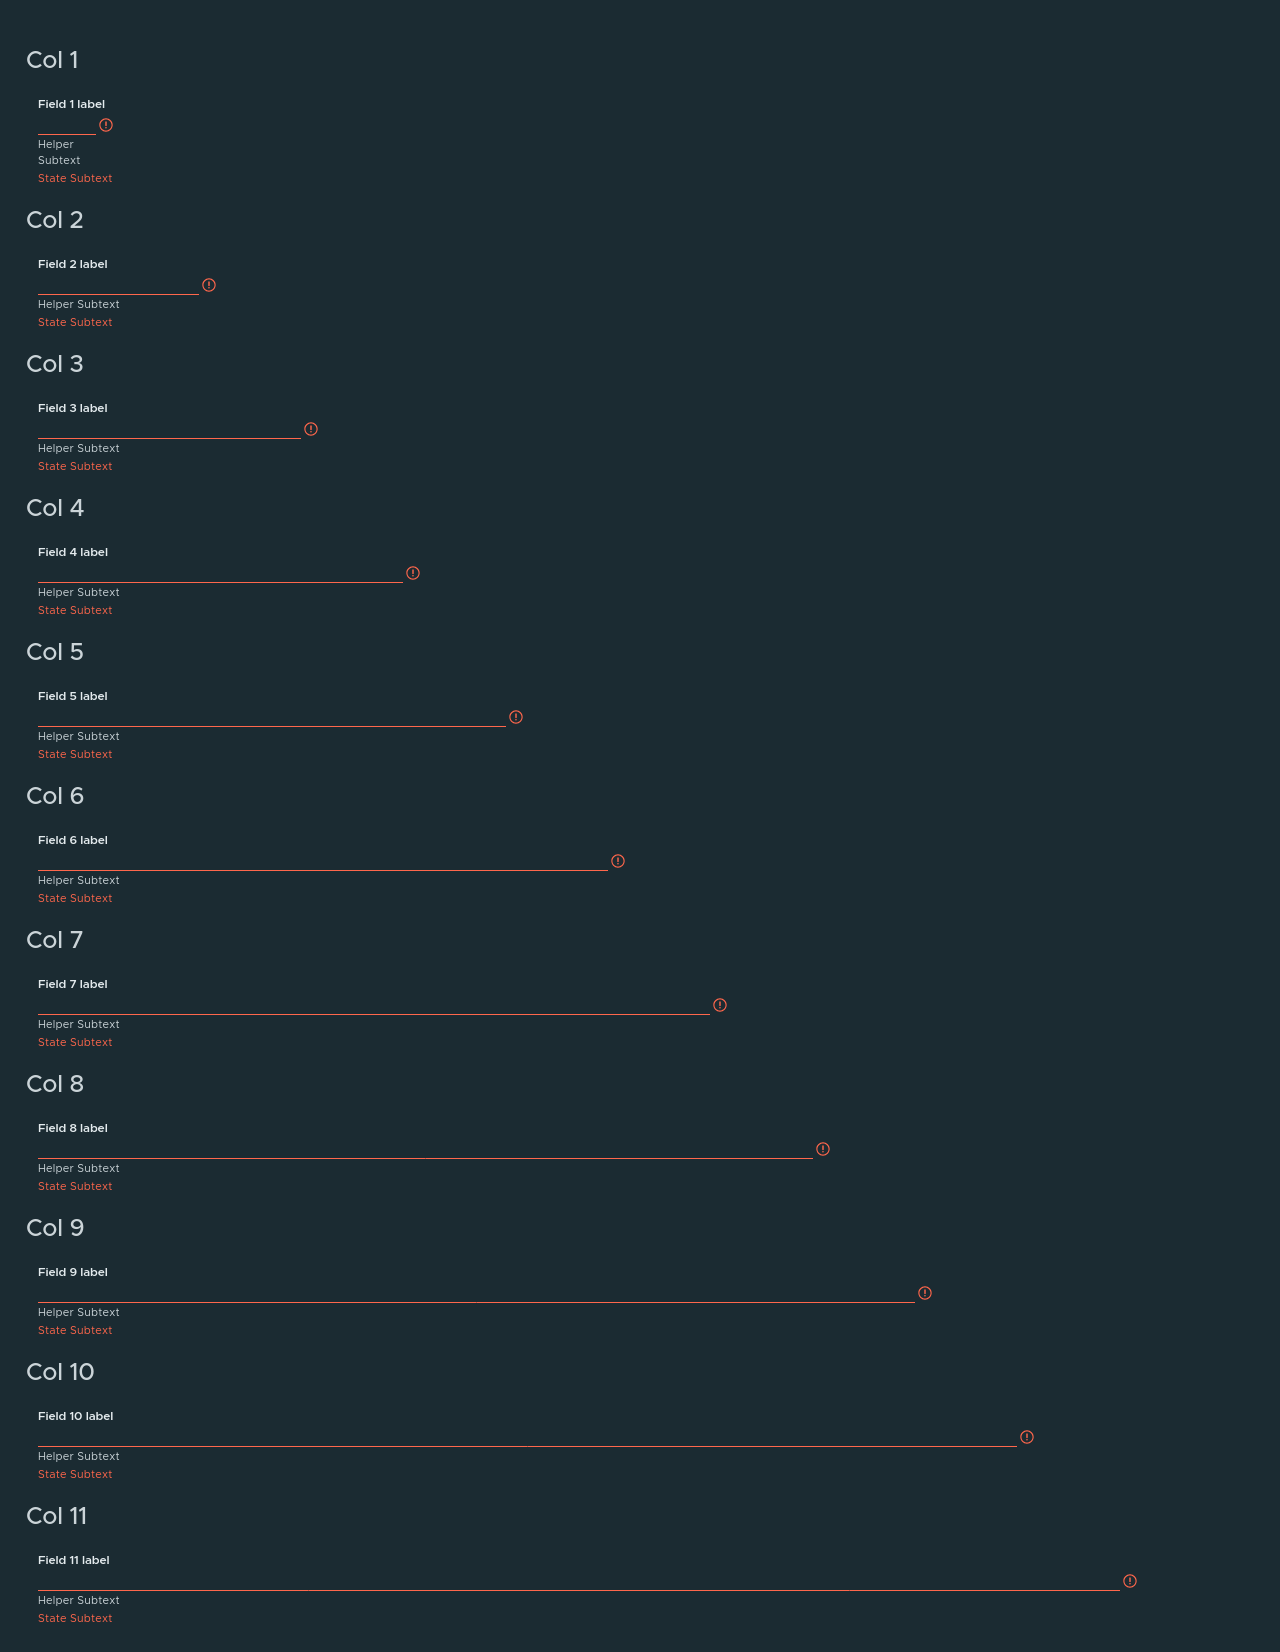 Col 1
Field 1 label
Helper
Subtext
State Subtext
Col 2
Field 2 label
Helper Subtext
State Subtext
Col 3
Field 3 label
Helper Subtext
State Subtext
Col 4
Field 4 label
Helper Subtext
State Subtext
Col 5
Field 5 label
Helper Subtext
State Subtext
Col 6
Field 6 label
Helper Subtext
State Subtext
Col 7
Field 7 label
Helper Subtext
State Subtext
Col 8
Field 8 label
Helper Subtext
State Subtext
Col 9
Field 9 label
Helper Subtext
State Subtext
Col 10
Field 10 label
Helper Subtext
State Subtext
Col 11
Field 11 label
Helper Subtext
State Subtext